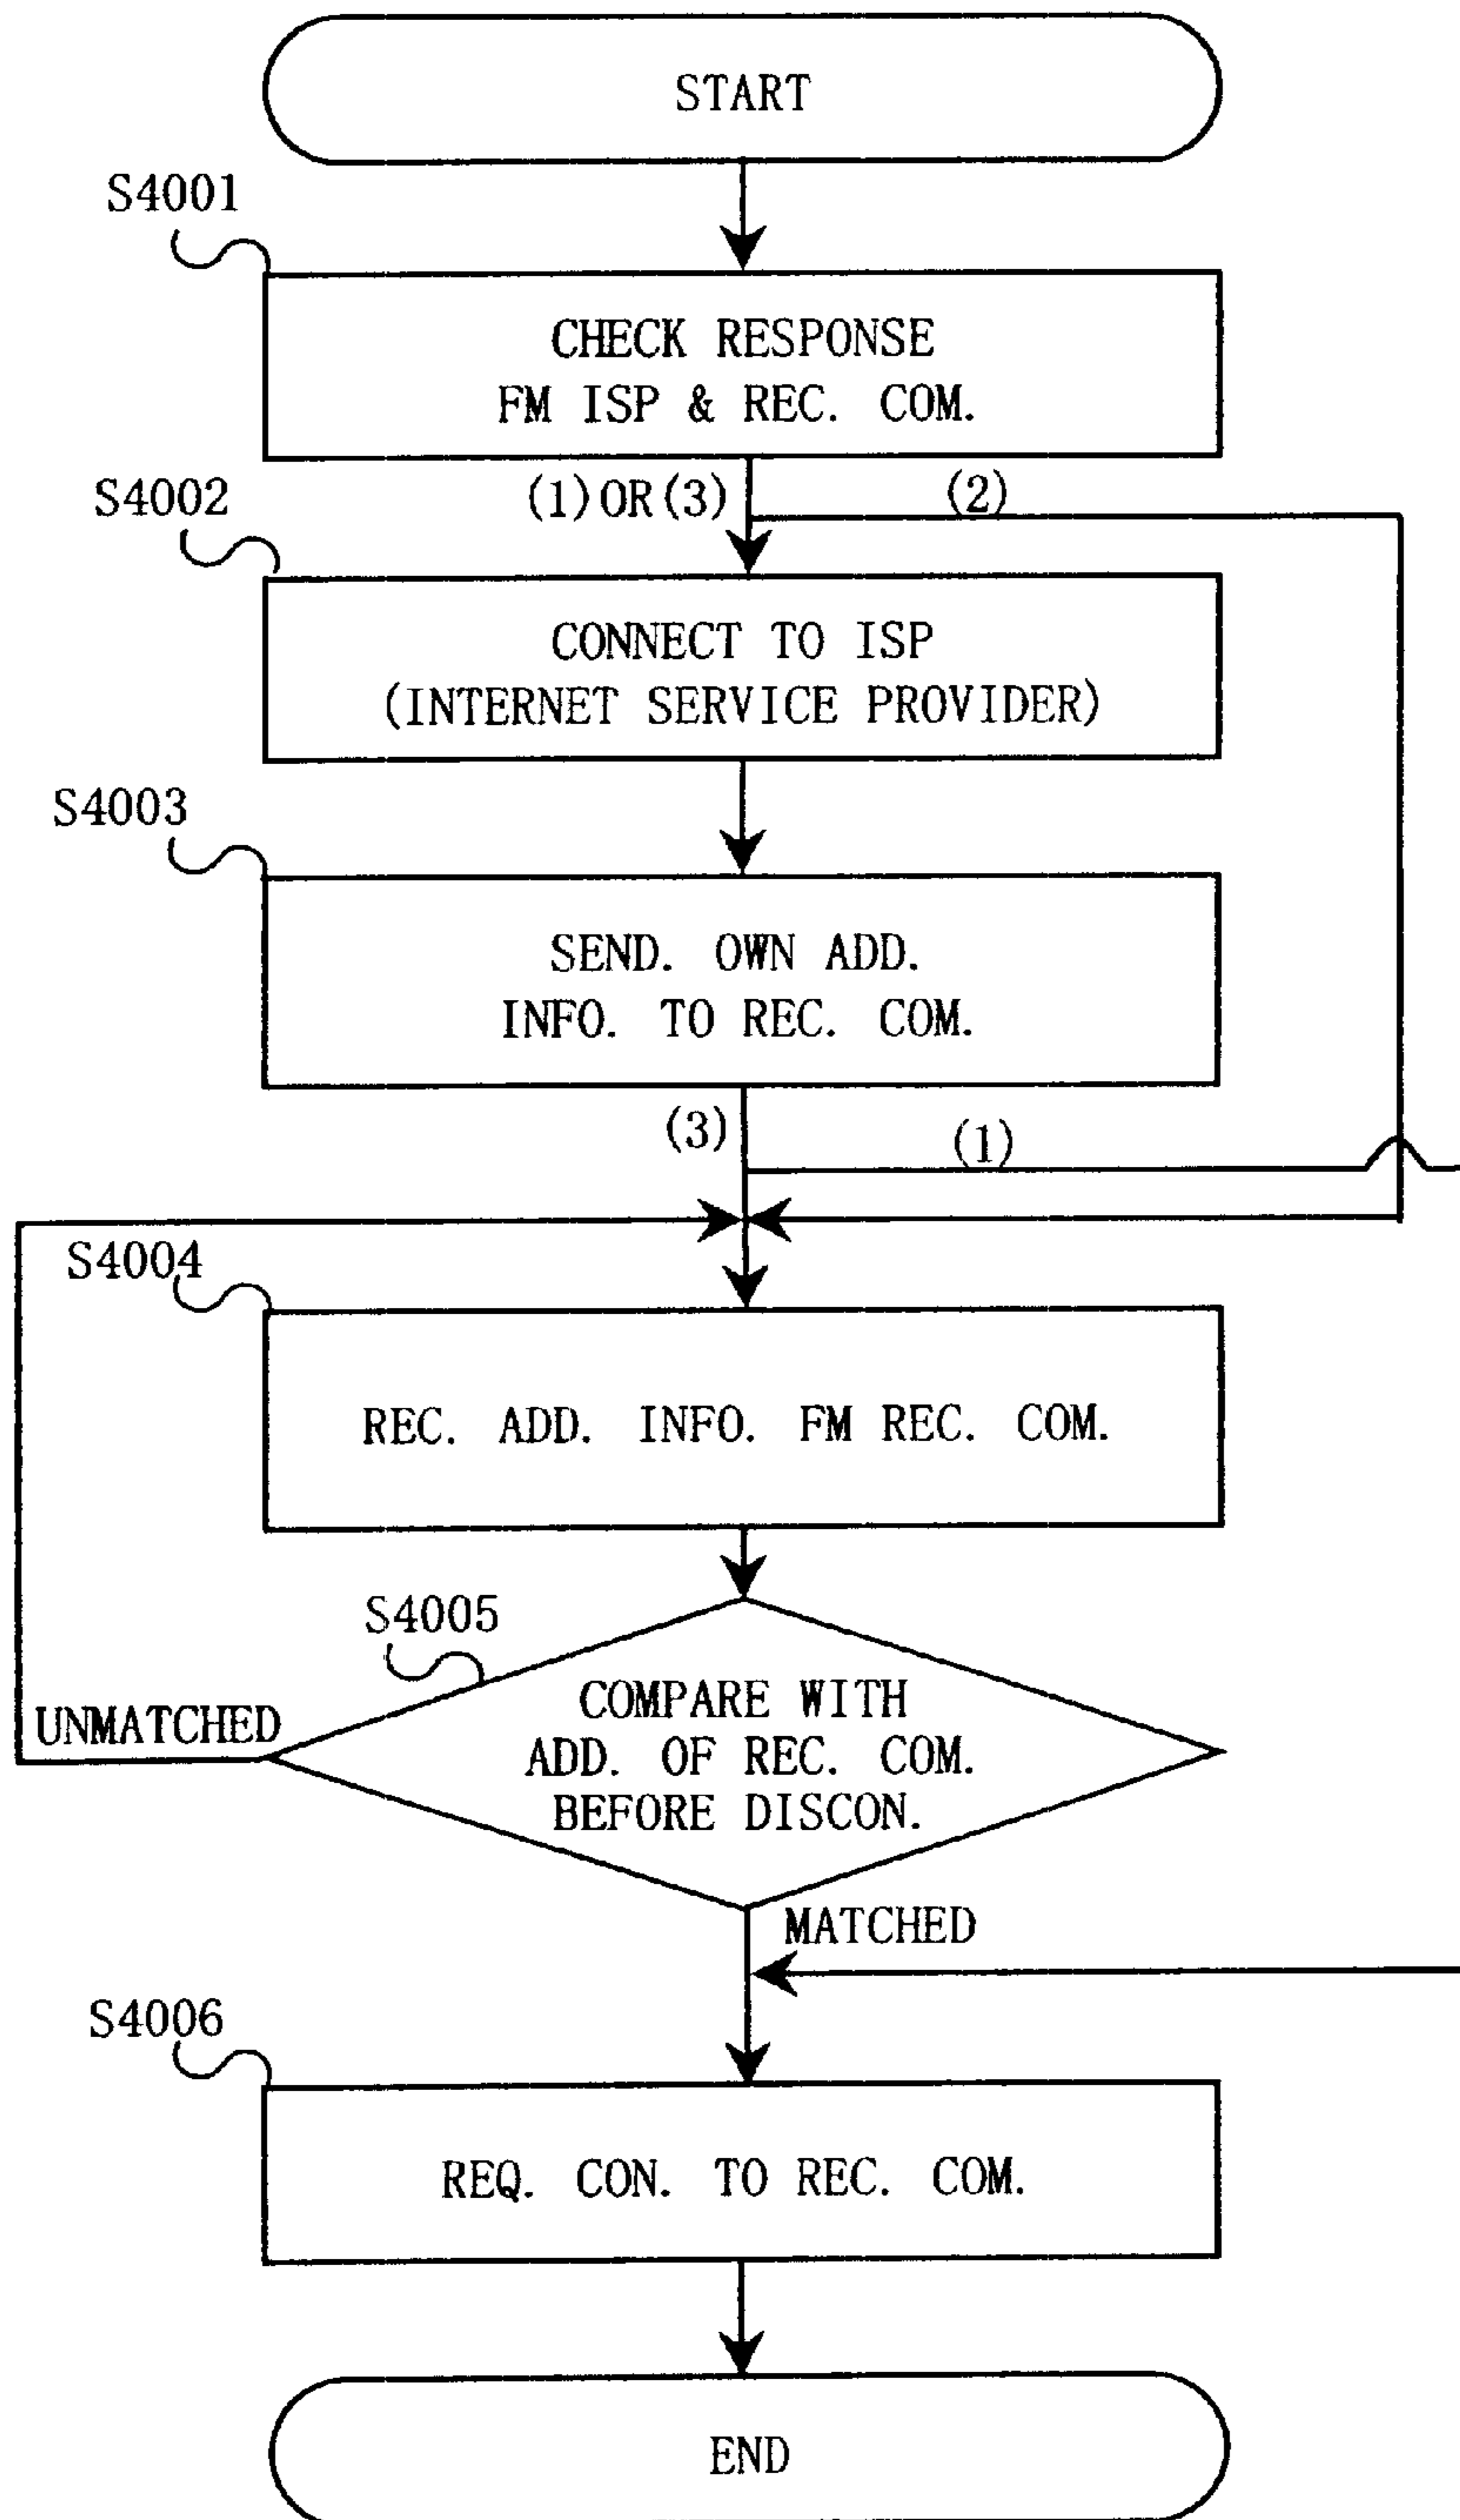 START
S4001
CHECK RESPONSE
FM ISP & REC. COM.
(1)OR(3)
(2)
S4002
CONNECT TO ISP
(INTERNET SERVICE PROVIDER)
S4003
SEND. OWN ADD.
INFO. TO REC. COM.
(3)
(1)
S4004
REC. ADD. INFO. FM REC. COM.
S4005
COMPARE WITH
ADD. OF REC. COM.
BEFORE DISCON.
UNMATCHED
MATCHED
S4006
REQ. CON. TO REC. COM.
END